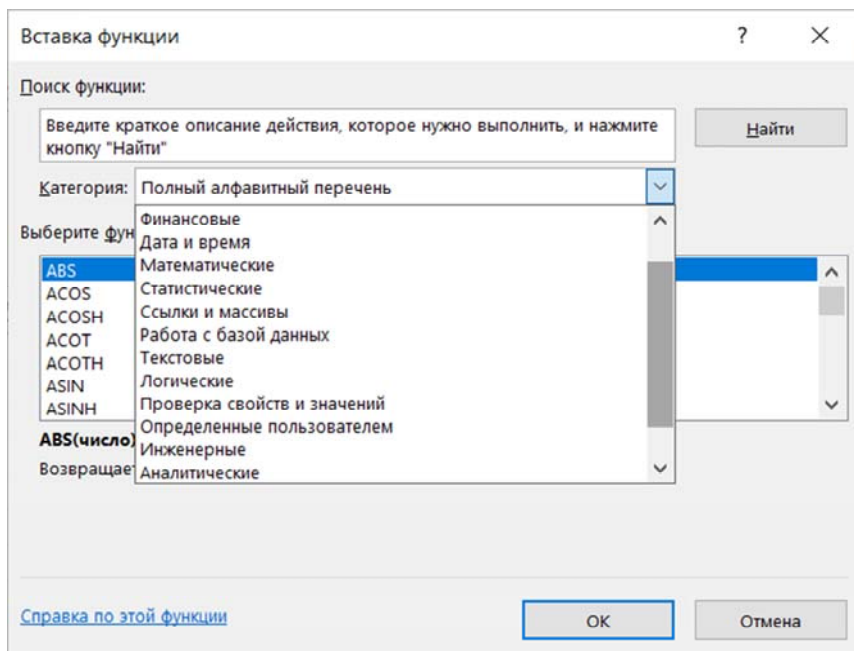 Вставка функции
Поиск функции:
Введите краткое описание действия, которое нужно выполнить, и нажмите
кнопку "Найти"
Найти
Категория: Полный алфавитный перечень
Финансовые
Выберите фун
Дата и время
Математические
Статистические
Ссылки и массивы
Работа с базой данных
Текстовые
Логические
Проверка свойств и значений
Определенные пользователем
Инженерные
Аналитические
ABS
ACOS
ACOSH
ACOT
ACOTH
ASIN
ASINH
ABS(число)
Возвращает
Справка по этой функции
ОК
Отмена